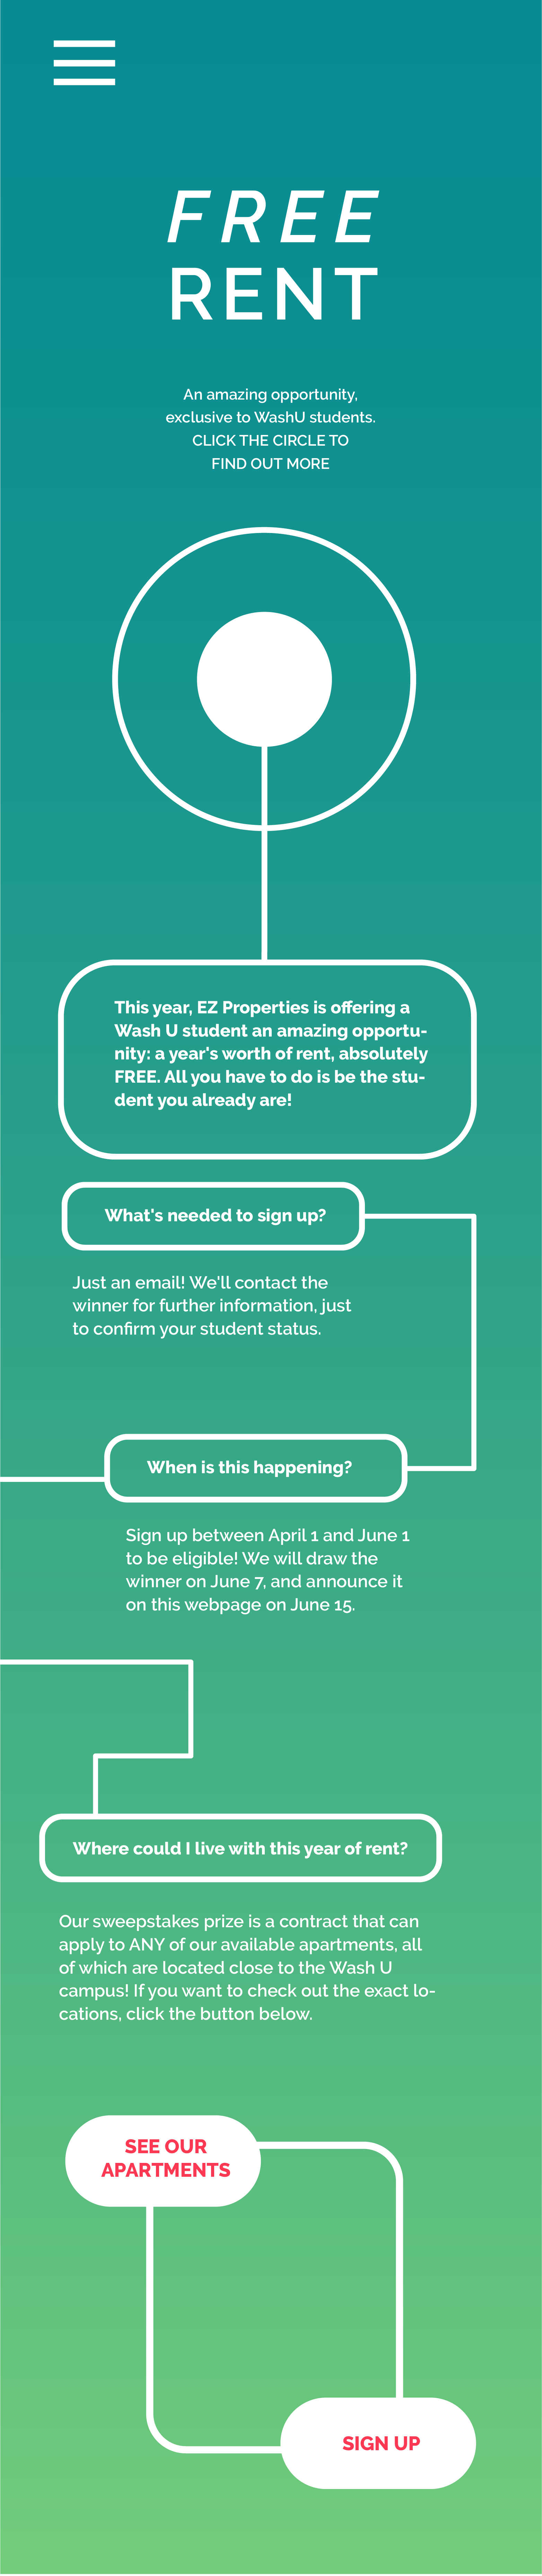 FREE
RENT
An amazing opportunity,
exclusive to WashU students.
CLICK THE CIRCLE TO
FIND OUT MORE
This year, EZ Properties is offering a
Wash U student an amazing opportu-
nity: a year's worth of rent, absolutely
FREE. All you have to do is be the stu-
dent you already are!
What's needed to sign up?
Just an email! We'll contact the
winner for further information, just
to confirm your student status.
When is this happening?
Sign up between April 1 and June 1
to be eligible! We will draw the
winner on June 7, and announce it
on this webpage on June 15.
Where could I live with this year of rent?
Our sweepstakes prize is a contract that can
apply to ANY of our available apartments, all
of which are located close to the Wash U
campus! If you want to check out the exact lo-
cations, click the button below.
SEE OUR
APARTMENTS
SIGN UP